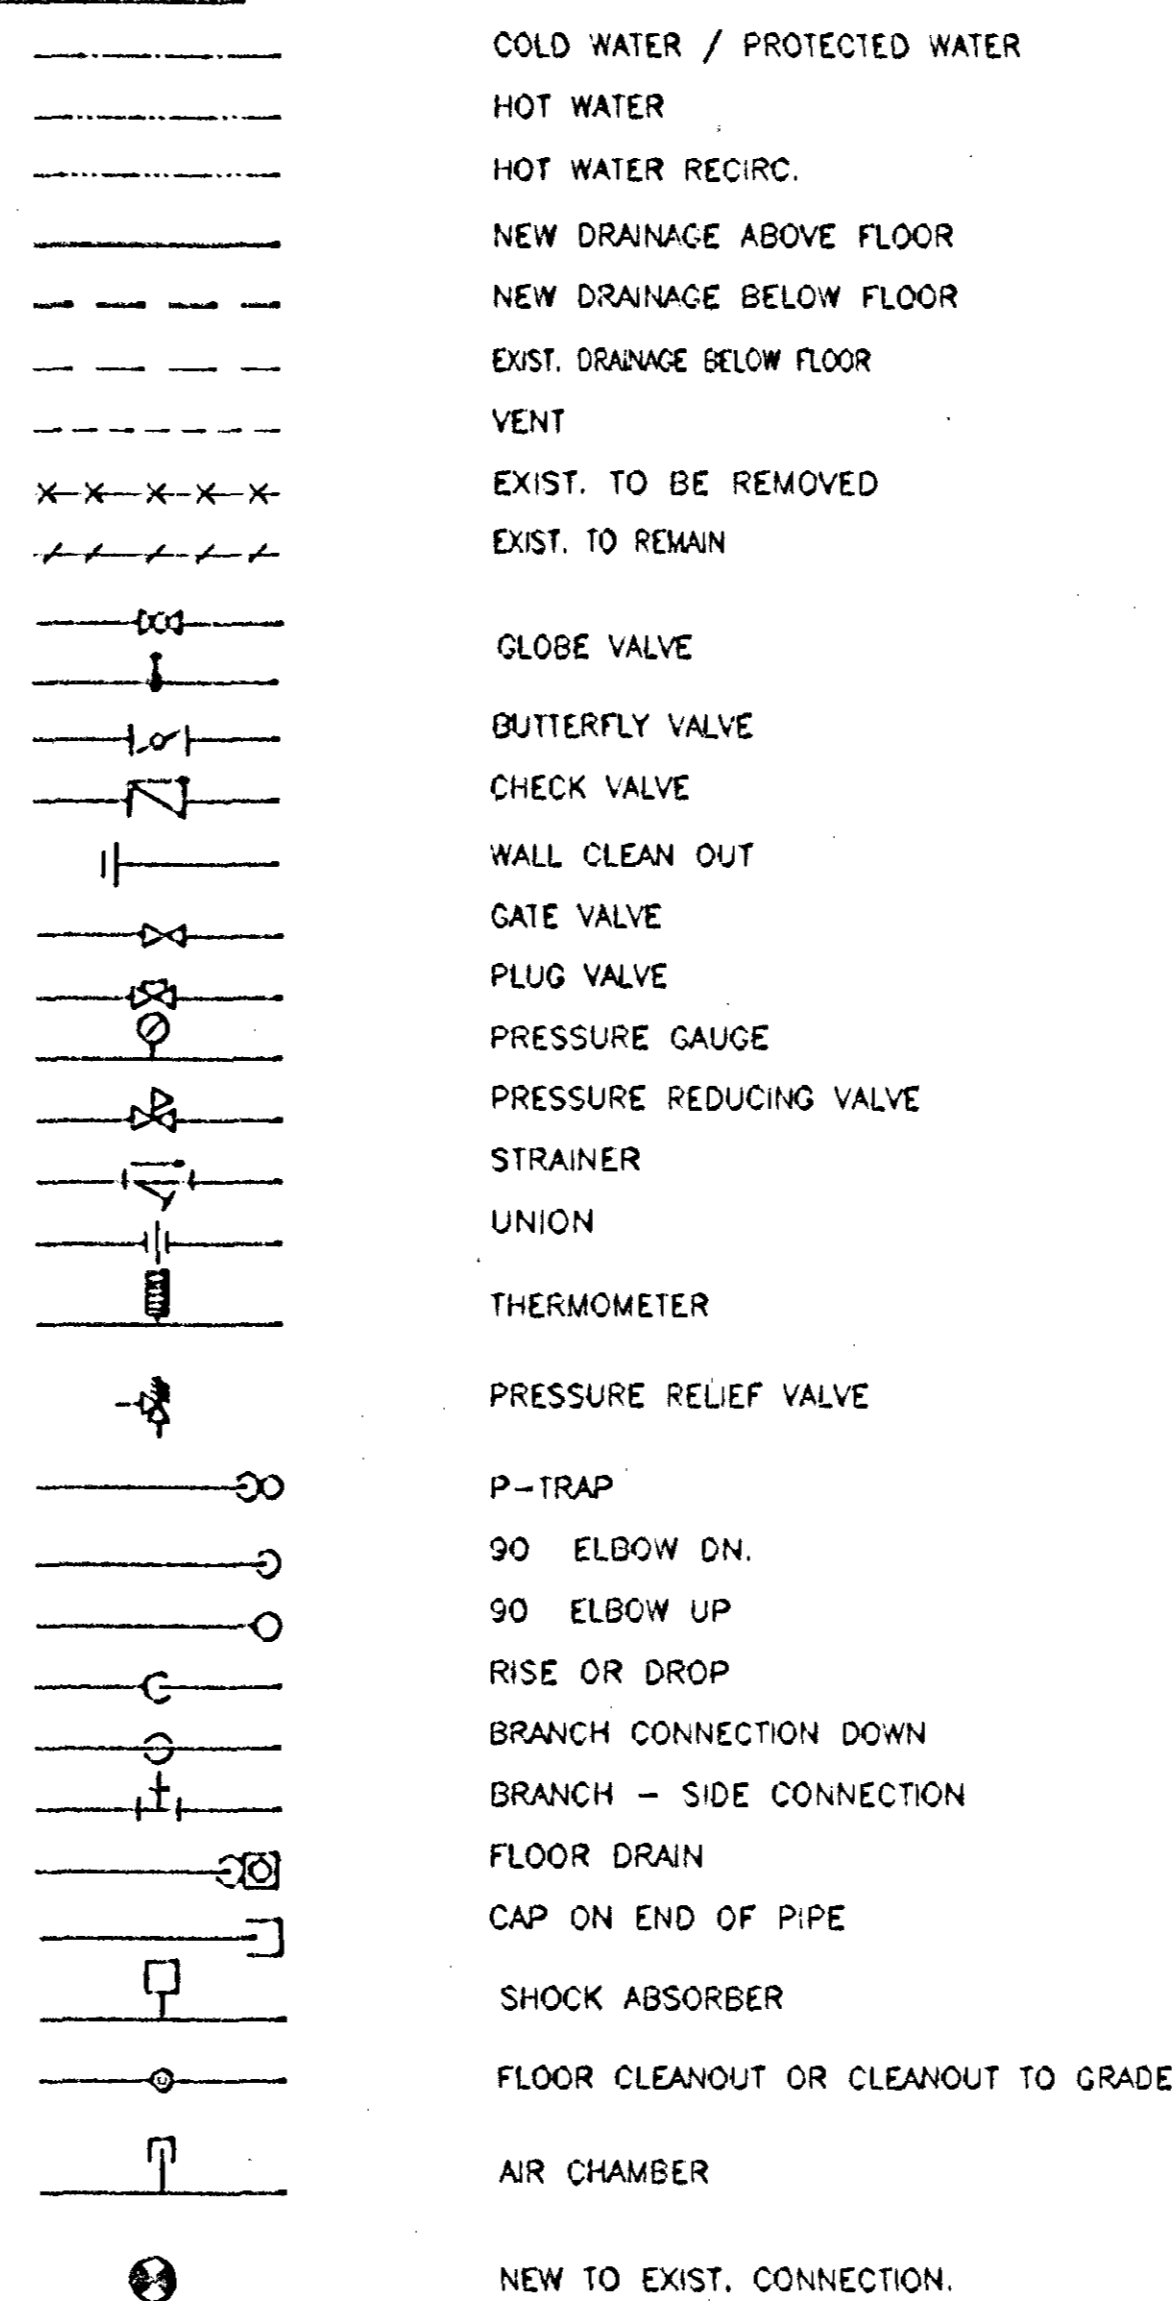 COLD WATER / PROTECTED WATER
HOT WATER
HOT WATER RECIRC.
NEW DRAINAGE ABOVE FLOOR
NEW DRAINAGE BELOW FLOOR
EXIST. DRAINAGE BELOW FLOOR
VENT
EXIST. TO BE REMOVED
EXIST. TO REMAIN
GLOBE VALVE
BUTTERFLY VALVE
CHECK VALVE
WALL CLEAN OUT
GATE VALVE
PLUG VALVE
PRESSURE GAUGE
PRESSURE REDUCING VALVE
STRAINER
UNION
THERMOMETER
PRESSURE RELIEF VALVE
P-TRAP
90 ELBOW DN.
90 ELBOW UP
RISE OR DROP
BRANCH CONNECTION DOWN
BRANCH - SIDE CONNECTION
FLOOR DRAIN
CAP ON END OF PIPE
SHOCK ABSORBER
FLOOR CLEANOUT OR CLEANOUT TO GRADE
AIR CHAMBER
NEW TO EXIST. CONNECTION.